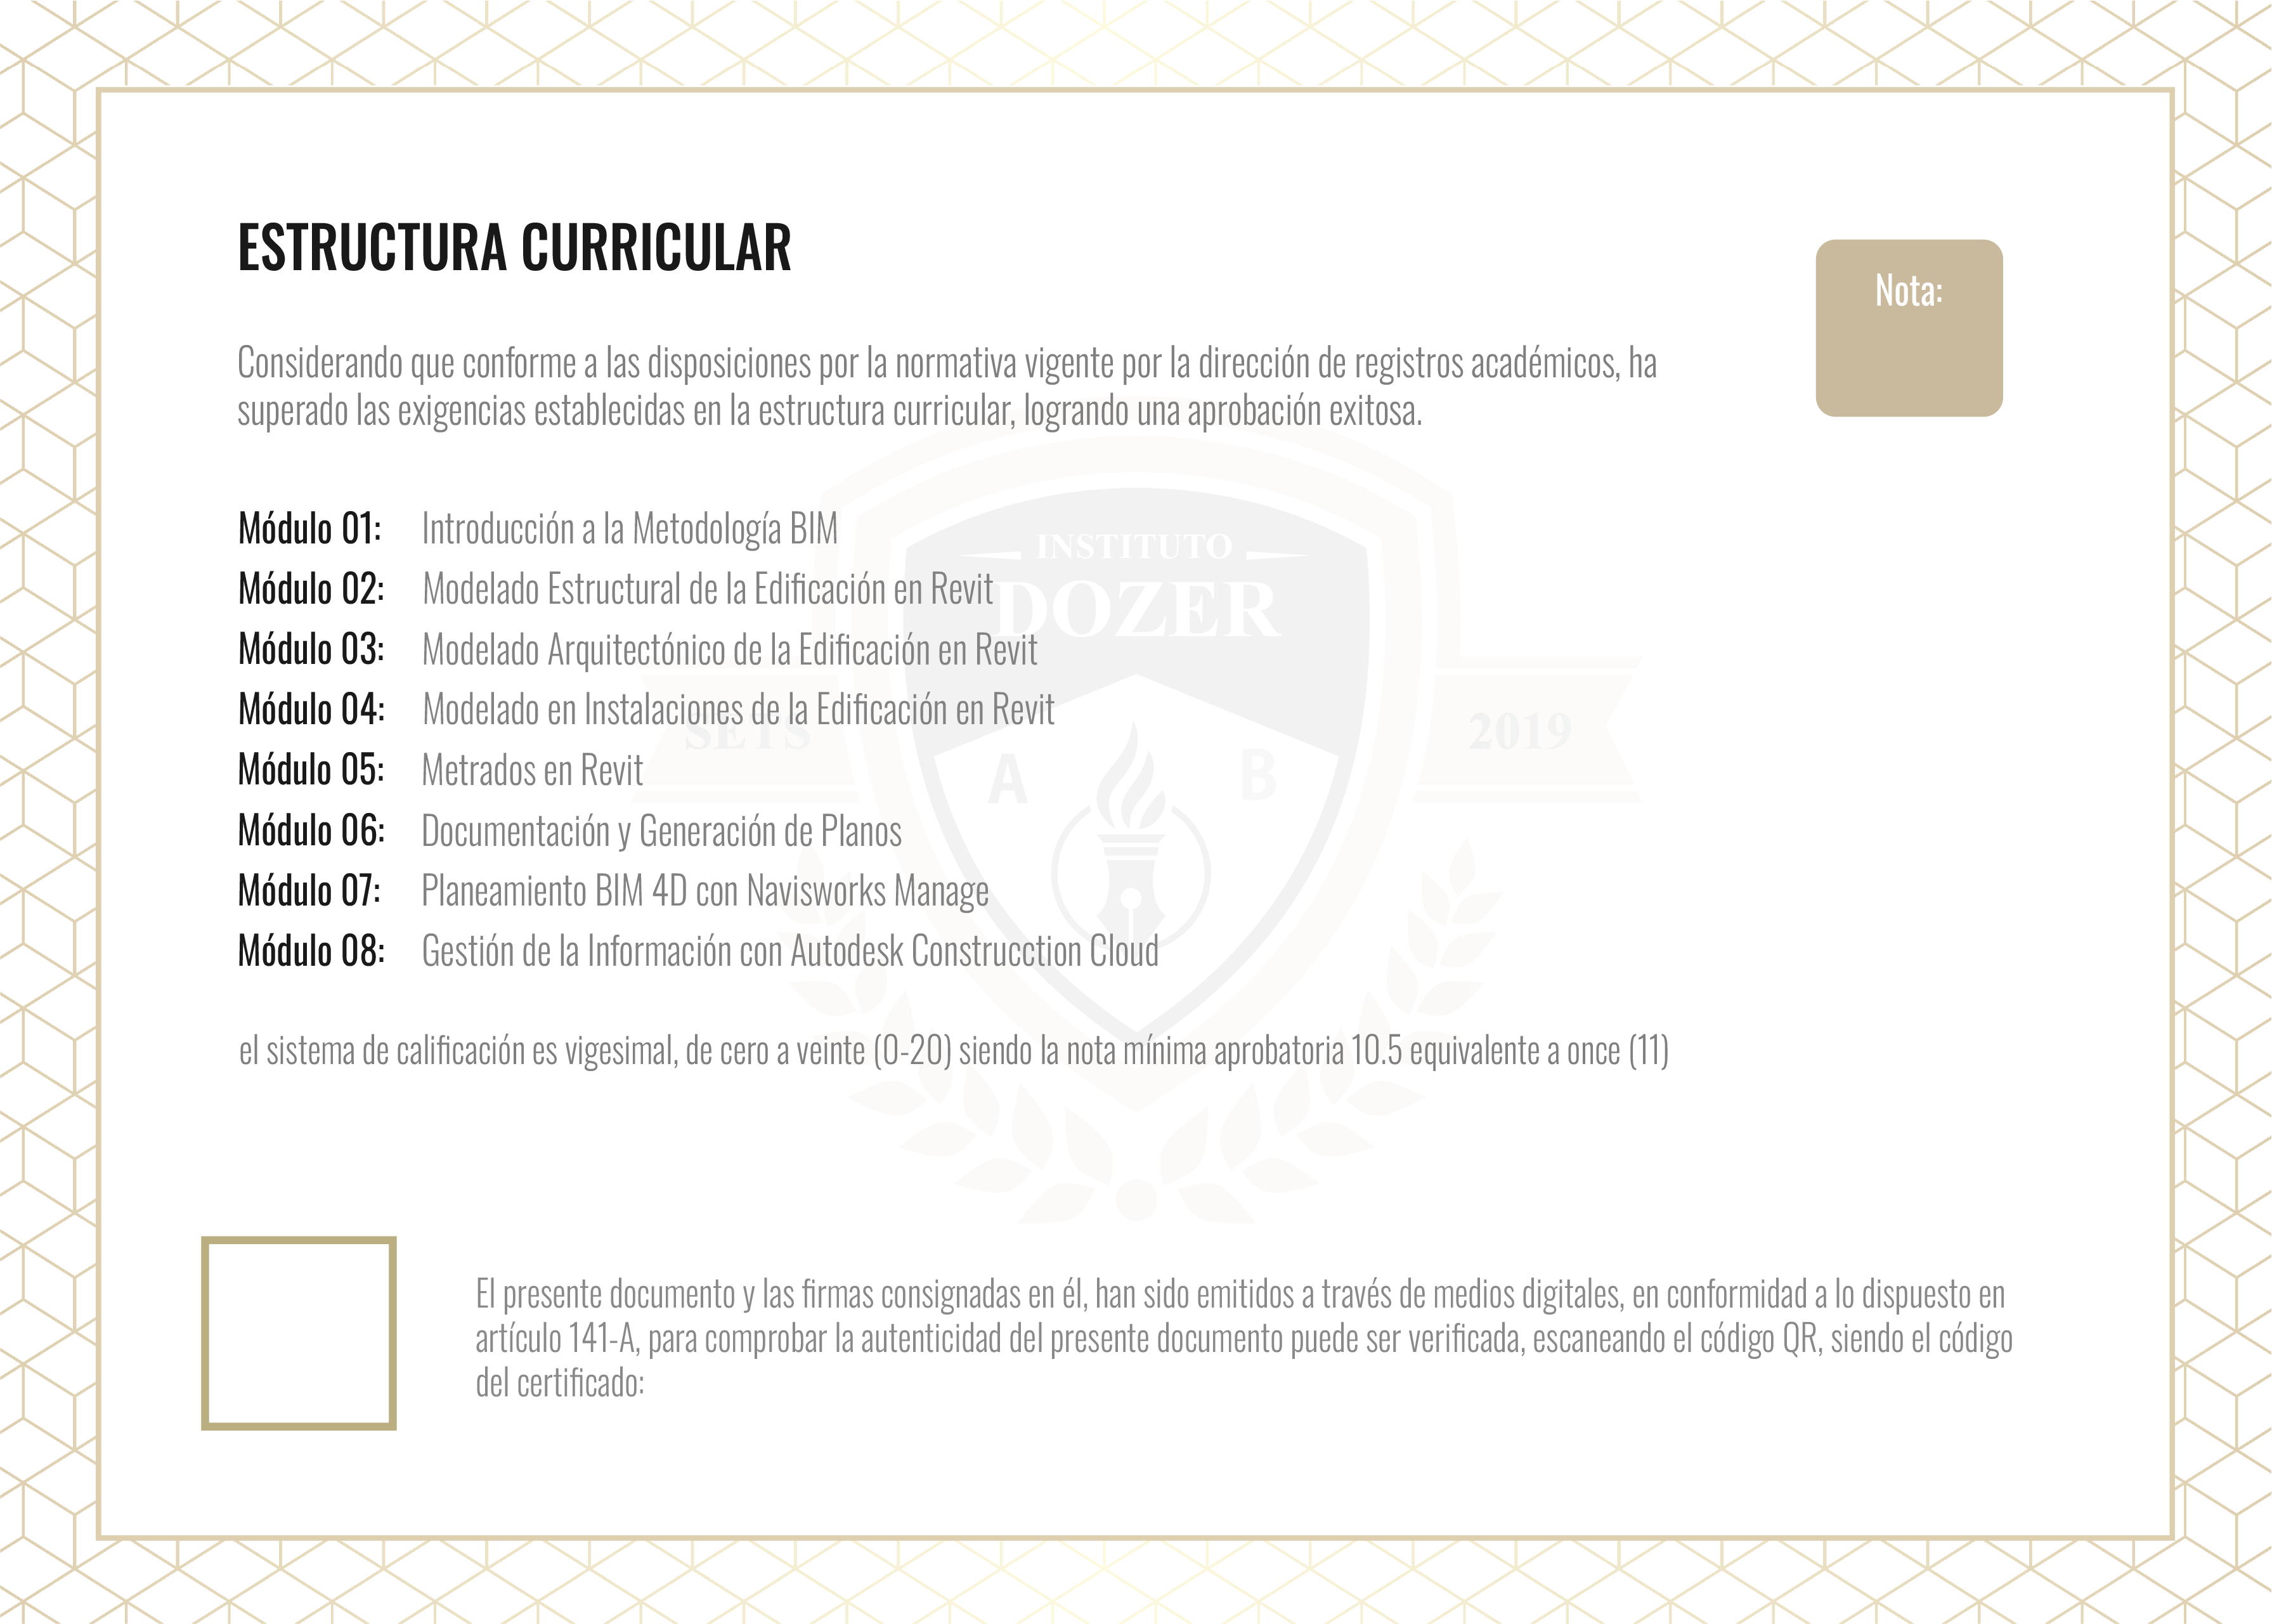 ESTRUCTURA CURRICULAR
Nota:
Considerando que conforme a las disposiciones por la normativa vigente por la dirección de registros académicos, ha
superado las exigencias establecidas en la estructura curricular, logrando una aprobación exitosa.
Módulo 01: Introducción a la Metodología BIM
Módulo 02: Modelado Estructural de la Edificación en Revit
Módulo 03: Modelado Arquitectónico de la Edificación en Revit
Módulo 04: Modelado en Instalaciones de la Edificación en Revit
Módulo 05: Metrados en Revit
Módulo 06: Documentación y Generación de Planos
Módulo 07: Planeamiento BIM 4D con Navisworks Manage
Módulo 08: Gestión de la Información con Autodesk Construcction Cloud
INSTITUTO
DOZER
SETS
2019
A B
el sistema de calificación es vigesimal, de cero a veinte (0-20) siendo la nota mínima aprobatoria 10.5 equivalente a once (11)
El presente documento y las firmas consignadas en él, han sido emitidos a través de medios digitales, en conformidad a lo dispuesto en
artículo 141-A, para comprobar la autenticidad del presente documento puede ser verificada, escaneando el código QR, siendo el código
del certificado: